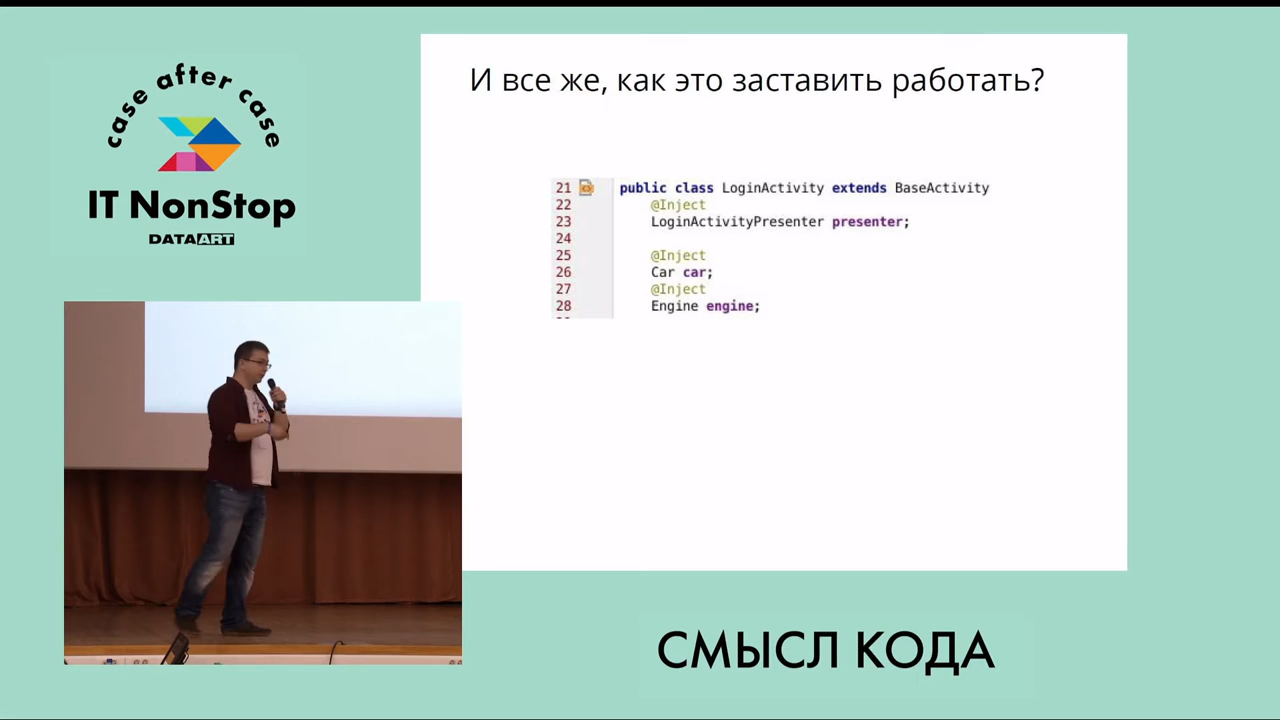 case after case
IT NonStop
DATAART
И все же, как это заставить работать?
21 public class LoginActivity extends BaseActivity
22 @Inject
23 LoginActivityPresenter presenter;
24
25 @Inject
26 Car car;
27 @Inject
28 Engine engine;
СМЫСЛ КОДА